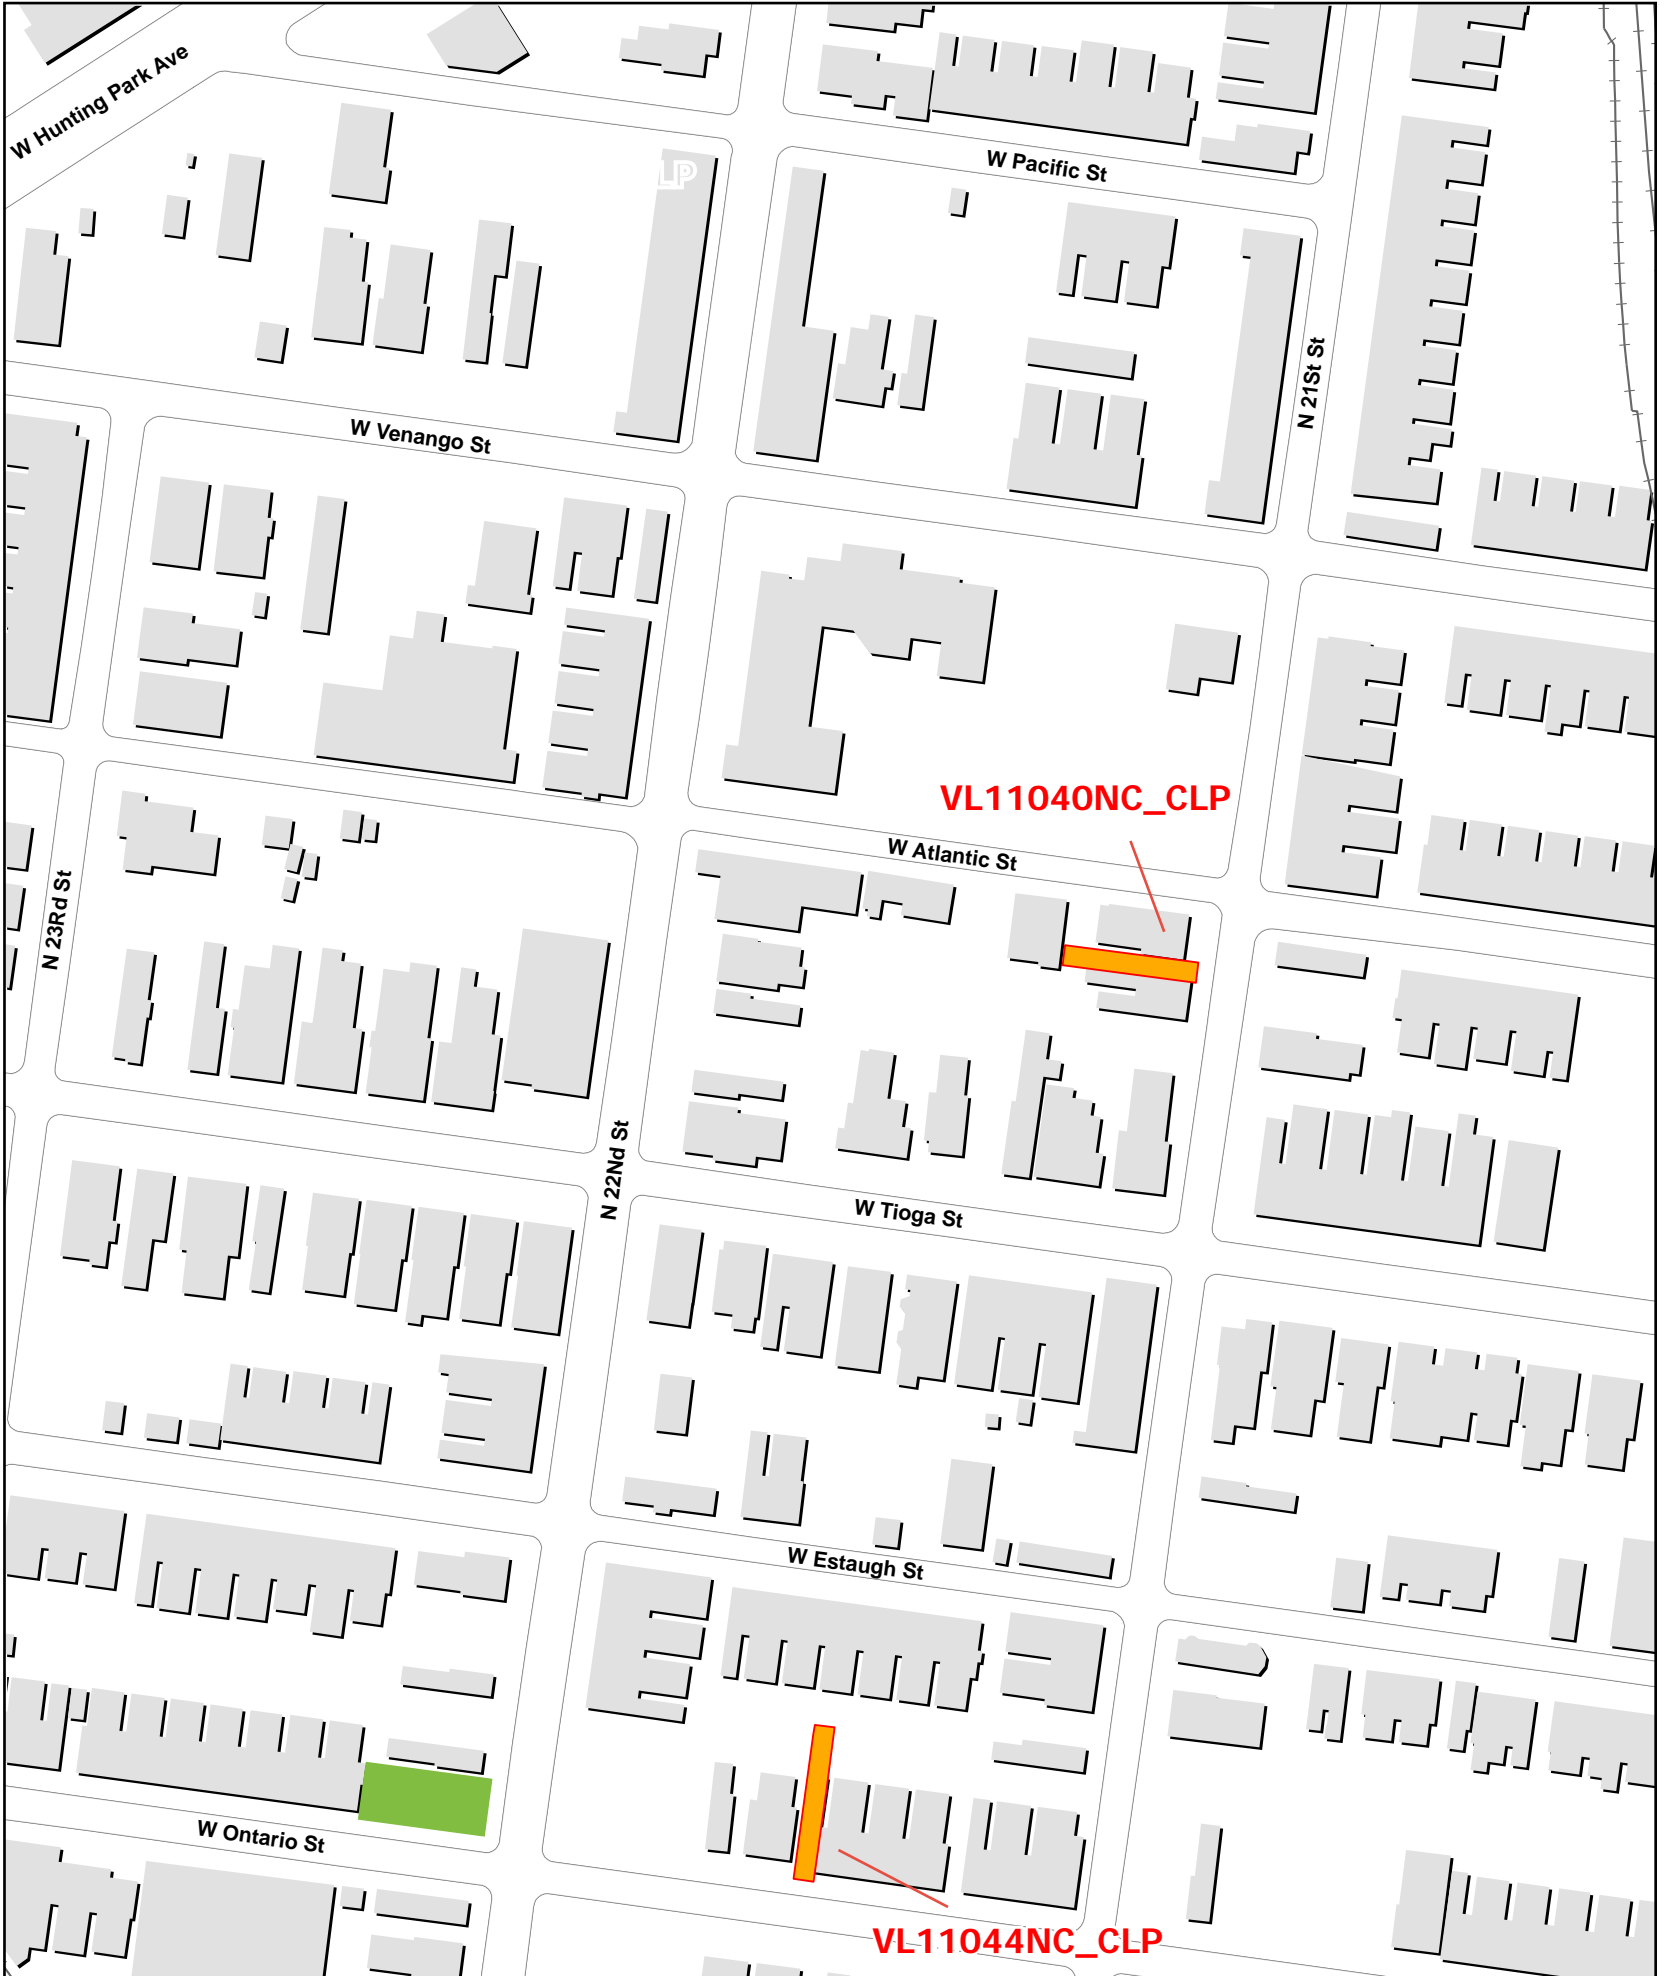 W Hunting Park Ave
LP
W Pacific St
N 21St St
W Venango St
VL11040NC_CLP
W Atlantic St
N 23Rd St
N 22Nd St
W Tioga St
W Estaugh St
W Ontario St
VL11044NC_CLP